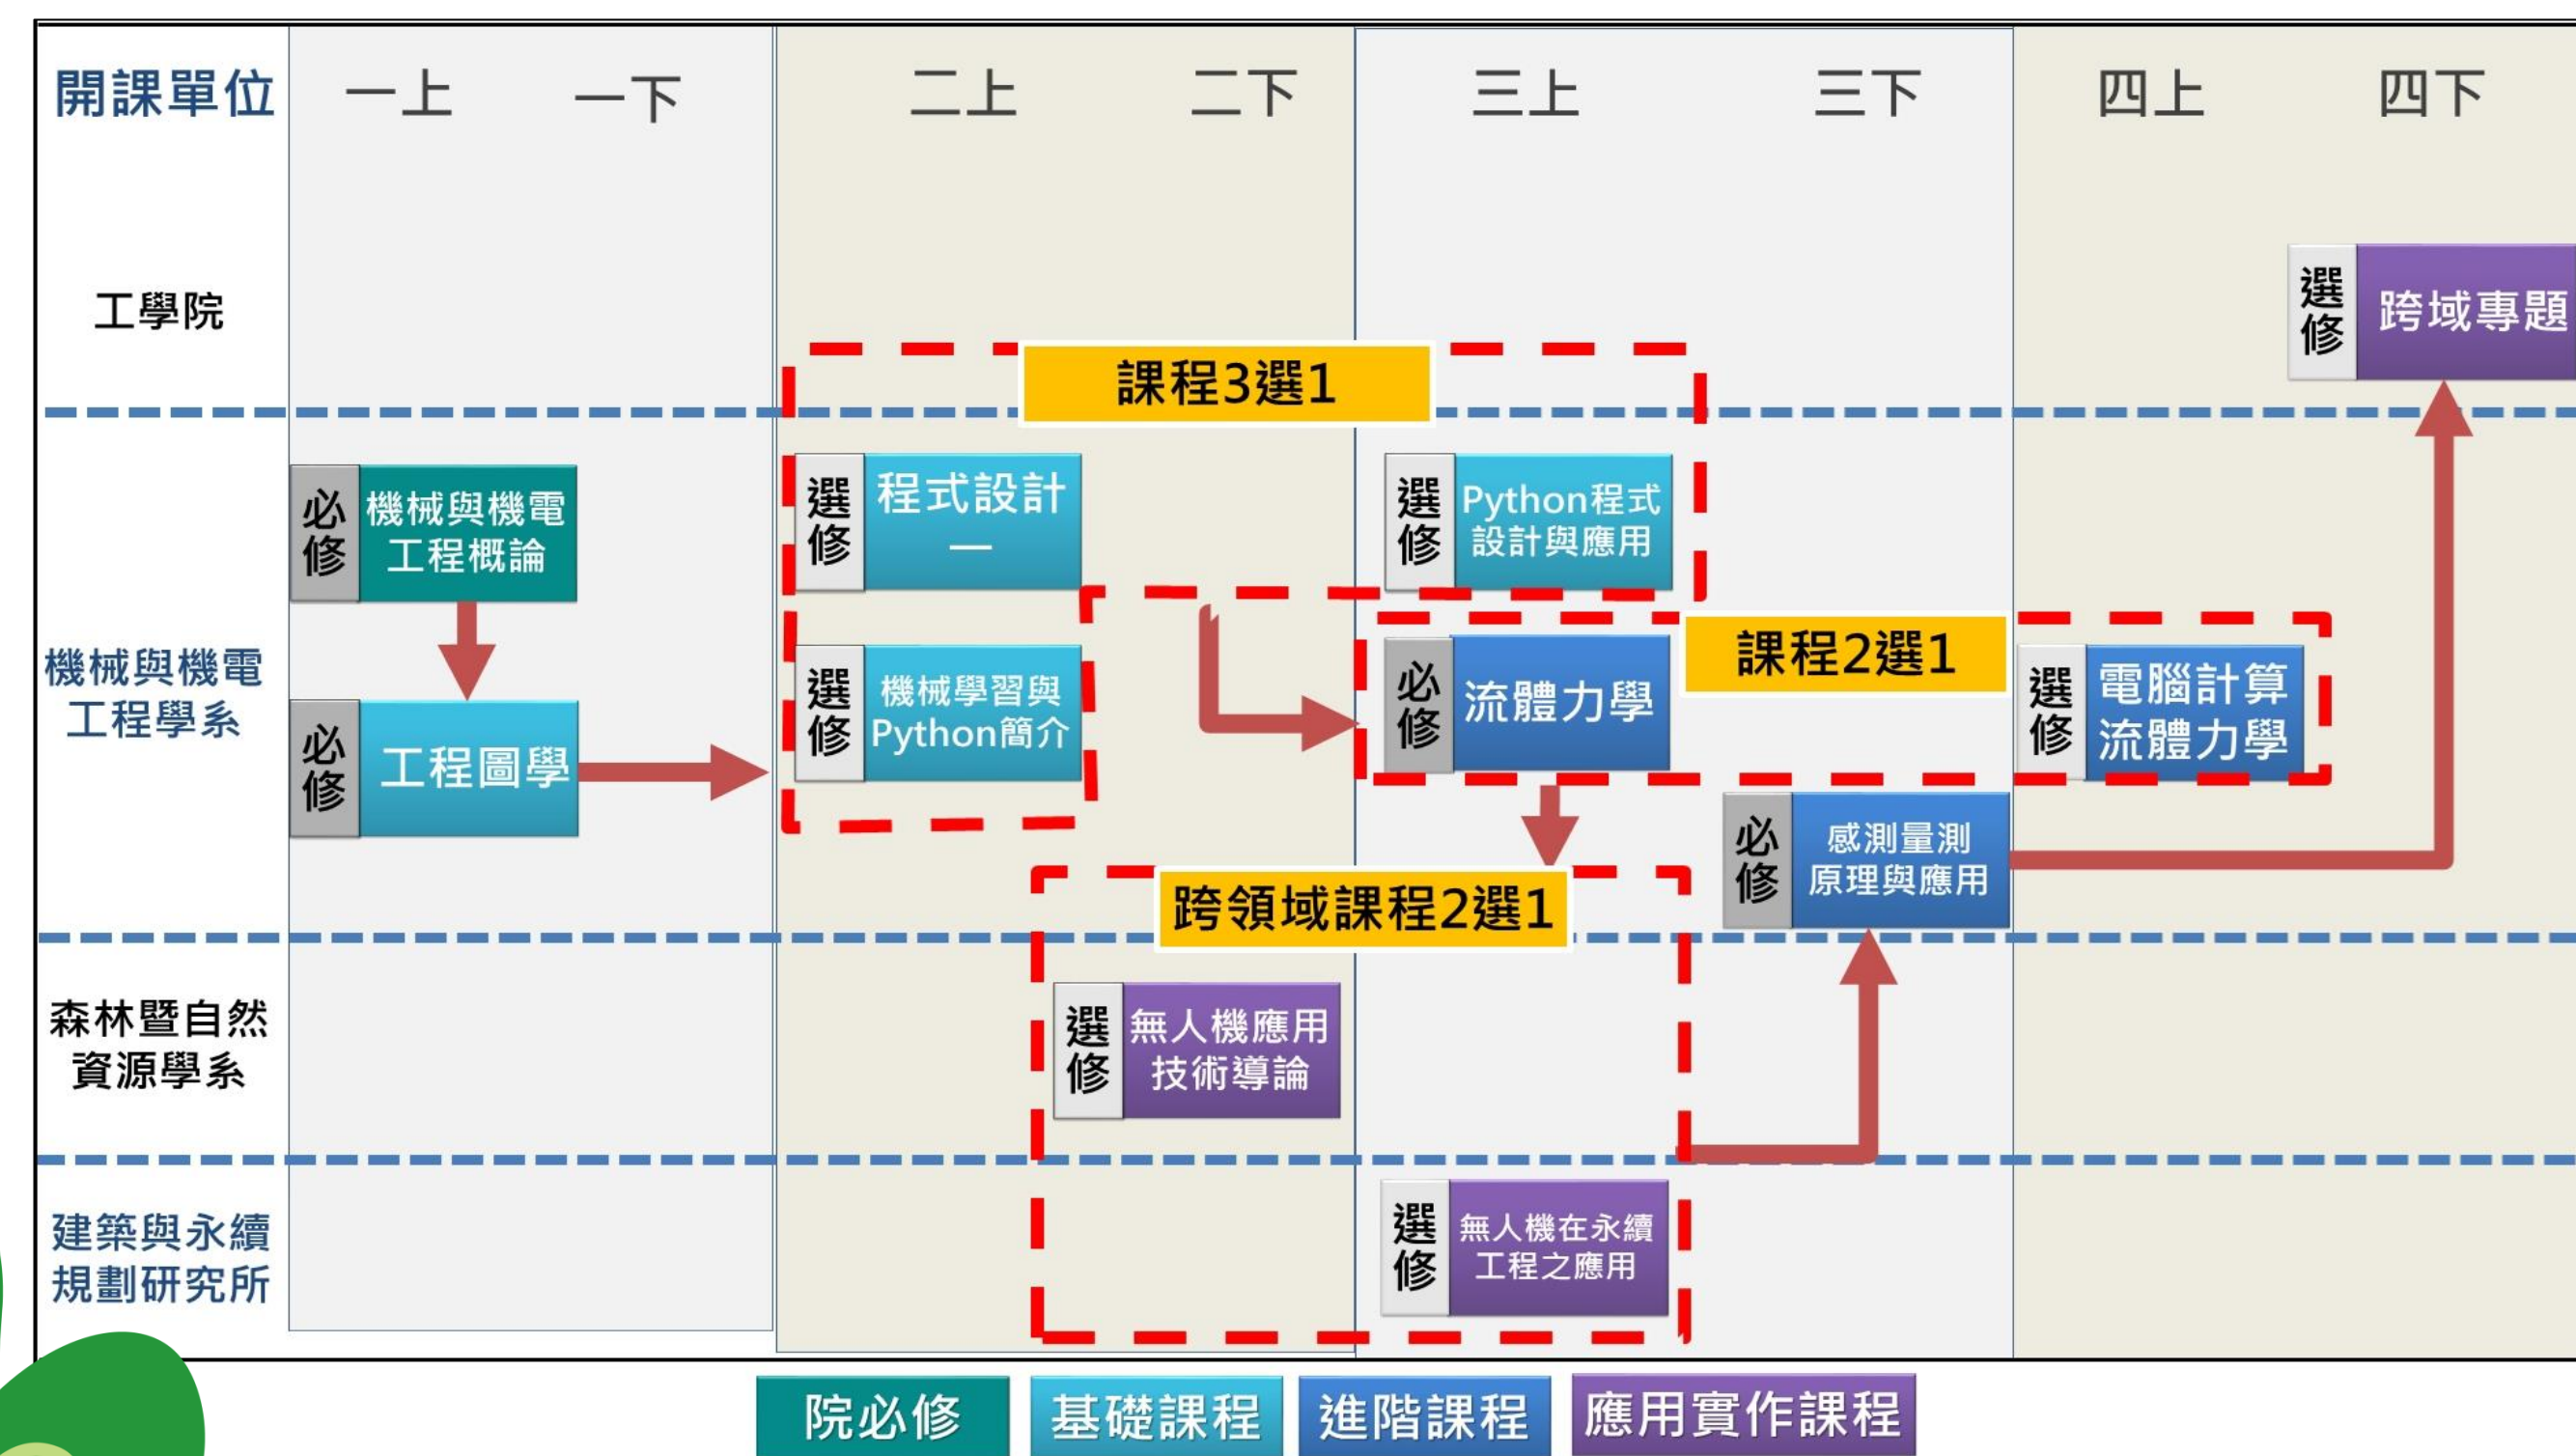 開課單位
一上
一下
二上
二下
三上
三下
四上
四下
工學院
選修
跨域專題
課程3選1
機械與機電
工程學系
必修
機械與機電
工程概論
選修
程式設計
一
選修
Python程式
設計與應用
必修
工程圖學
選修
機械學習與
Python簡介
必修
流體力學
課程2選1
選修
電腦計算
流體力學
必修
感測量測
原理與應用
跨領域課程2選1
森林暨自然
資源學系
選修
無人機應用
技術導論
建築與永續
規劃研究所
選修
無人機在永續
工程之應用
院必修
基礎課程
進階課程
應用實作課程